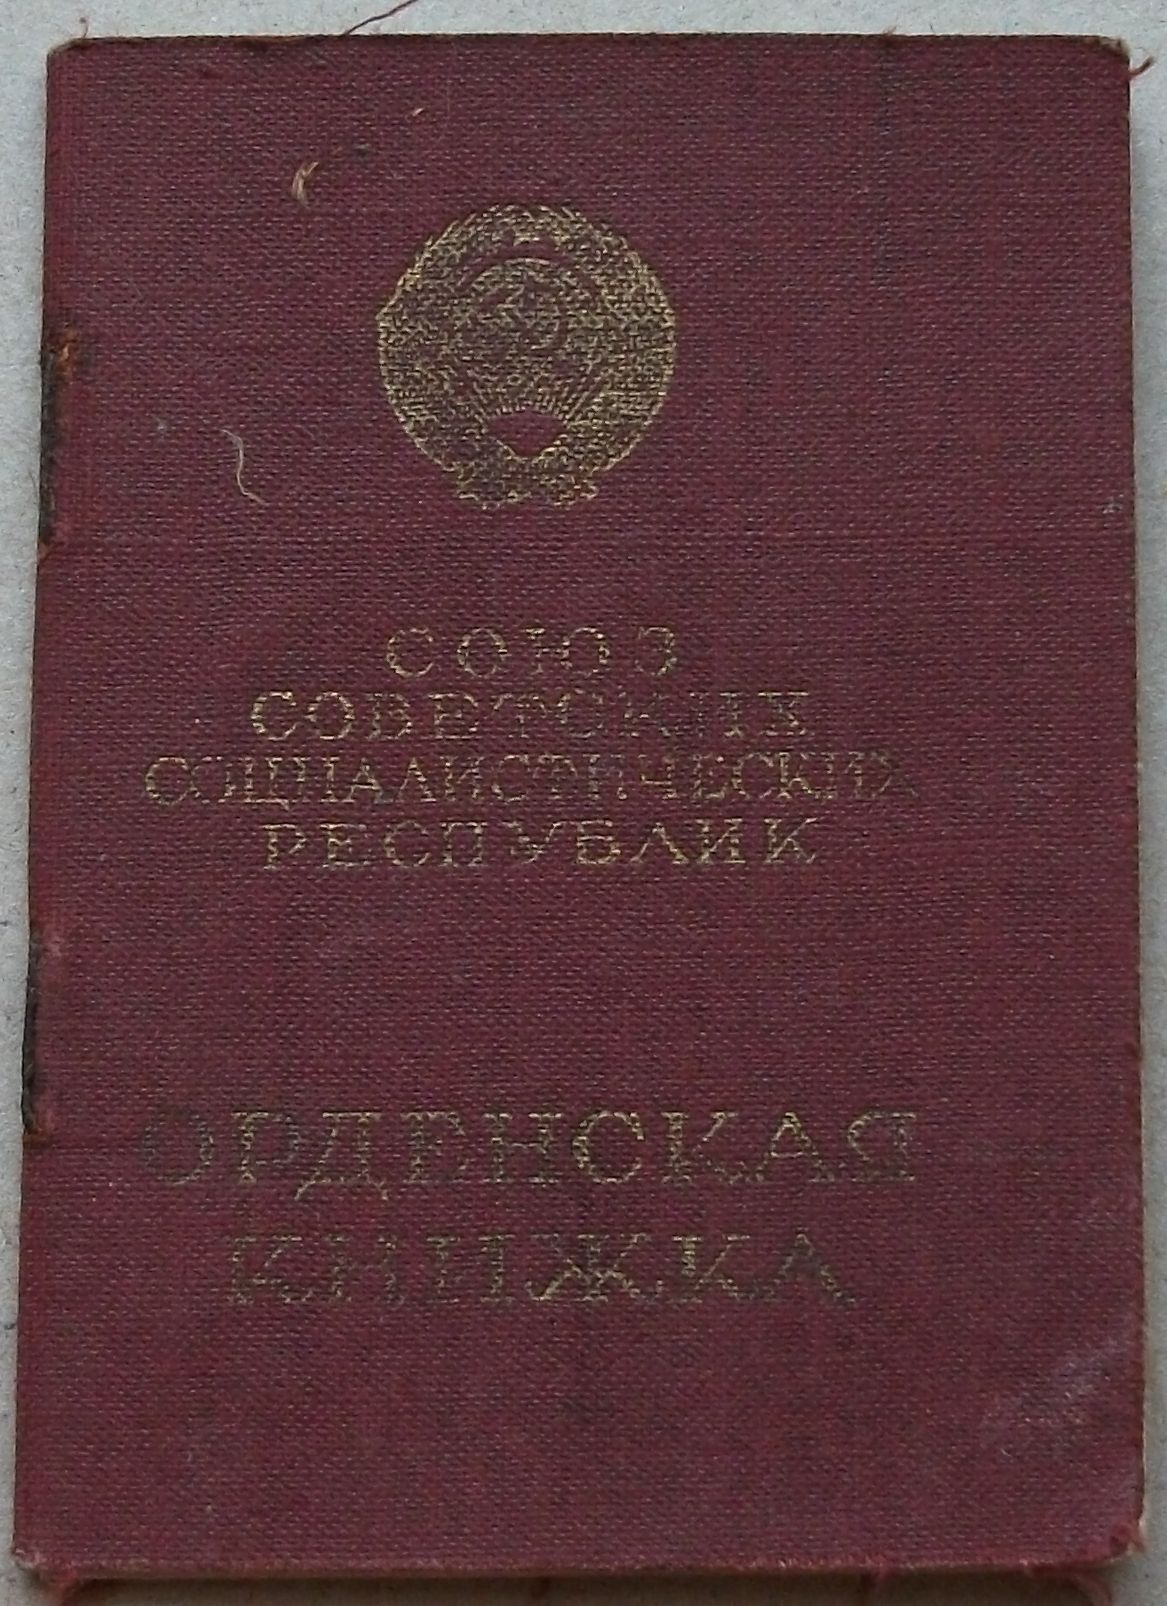 СОЮЗ
СОВЕТСКИХ
СОЦИАЛИСТИЧЕСКИХ
РЕСПУБЛИК
ОРДЕНСКАЯ
КНИЖКА